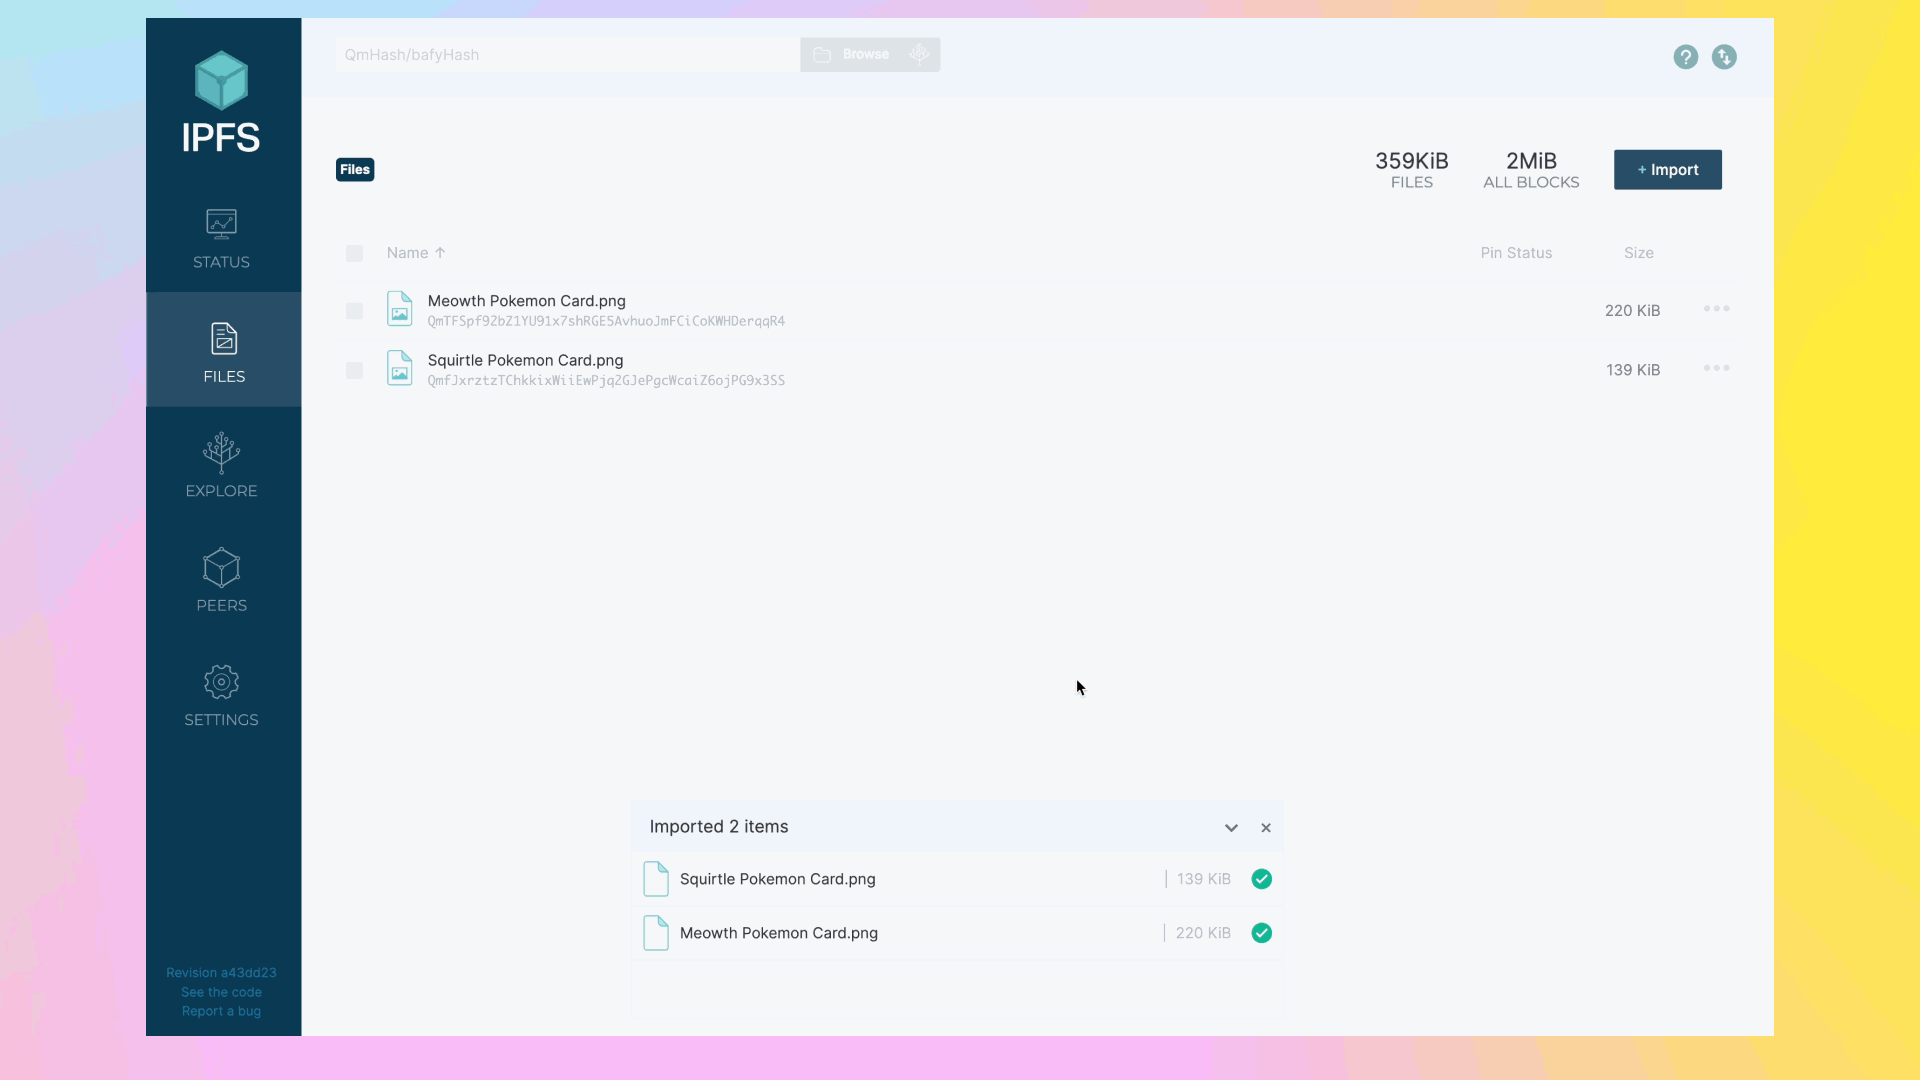 QmHash/bafyHash
Browse
IPFS
Files
359KiB
FILES
2MiB
ALL BLOCKS
+ Import
STATUS
FILES
EXPLORE
PEERS
SETTINGS
Name ↑
Pin Status
Size
Meowth Pokemon Card.png
QmTFSpf92bZ1YU91x7shRGE5AvhuoJmFCiCoKWHDerqqR4
220 KiB
Squirtle Pokemon Card.png
QmfJxrztzTChkkixWiiEwPjq2GJePgcWcaiZ6ojPG9x3SS
139 KiB
Imported 2 items
Squirtle Pokemon Card.png
139 KiB
Meowth Pokemon Card.png
220 KiB
Revision a43dd23
See the code
Report a bug